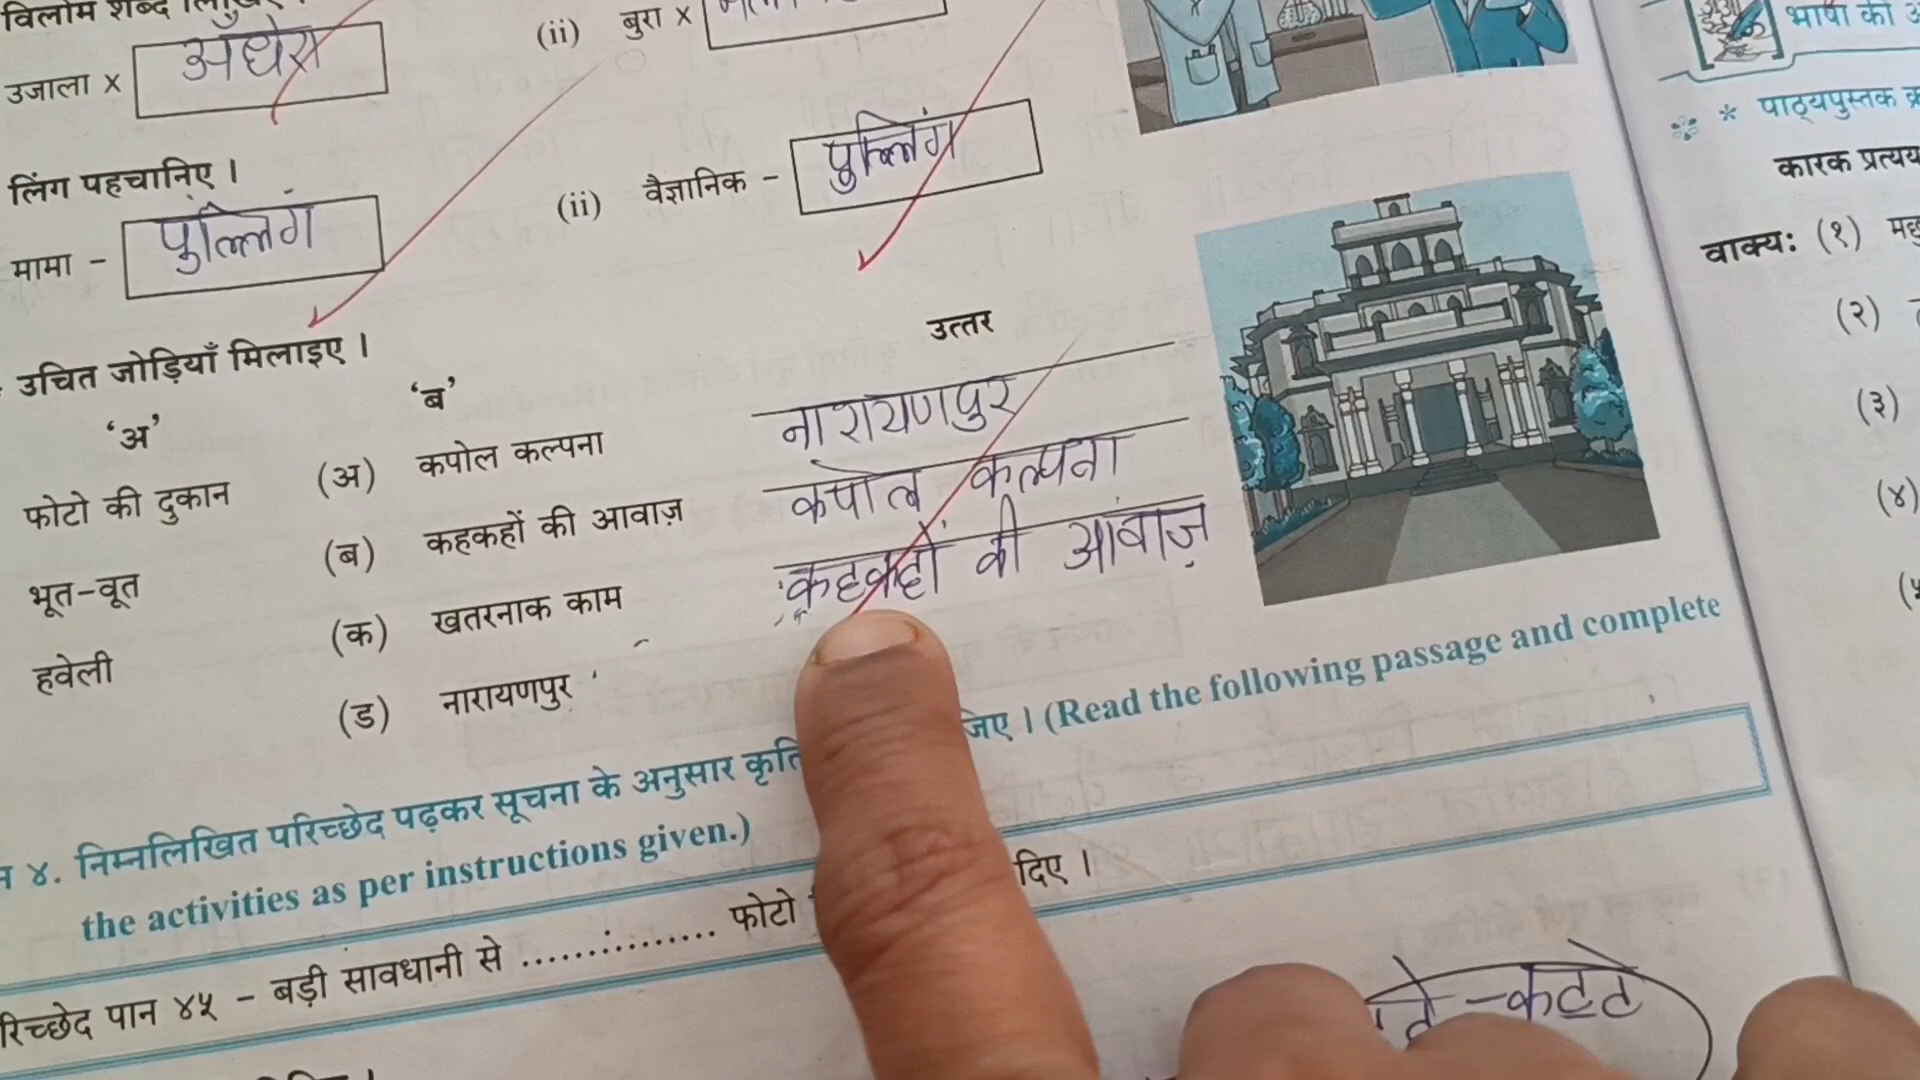 विलोम शब्द लिखिए ।
उजाला × अंधेरा
(ii) बुरा ×
लिंग पहचानिए ।
मामा - पुल्लिंग
(ii) वैज्ञानिक - पुल्लिंग
उचित जोड़ियाँ मिलाइए ।
'अ' 'ब' उत्तर
फोटो की दुकान (अ) कपोल कल्पना नारायणपुर
भूत-वूत (ब) कहकहों की आवाज़ कपोल कल्पना
हवेली (क) खतरनाक काम कहकहों की आवाज़
(ड) नारायणपुर
४. निम्नलिखित परिच्छेद पढ़कर सूचना के अनुसार (Read the following passage and complete
the activities as per instructions given.)
पान ४५ - बड़ी सावधानी से ............... फोटो दिए ।
भाषा की
* पाठ्यपुस्तक
कारक प्रत्यय
वाक्य: (१)
(२)
(३)
(४)